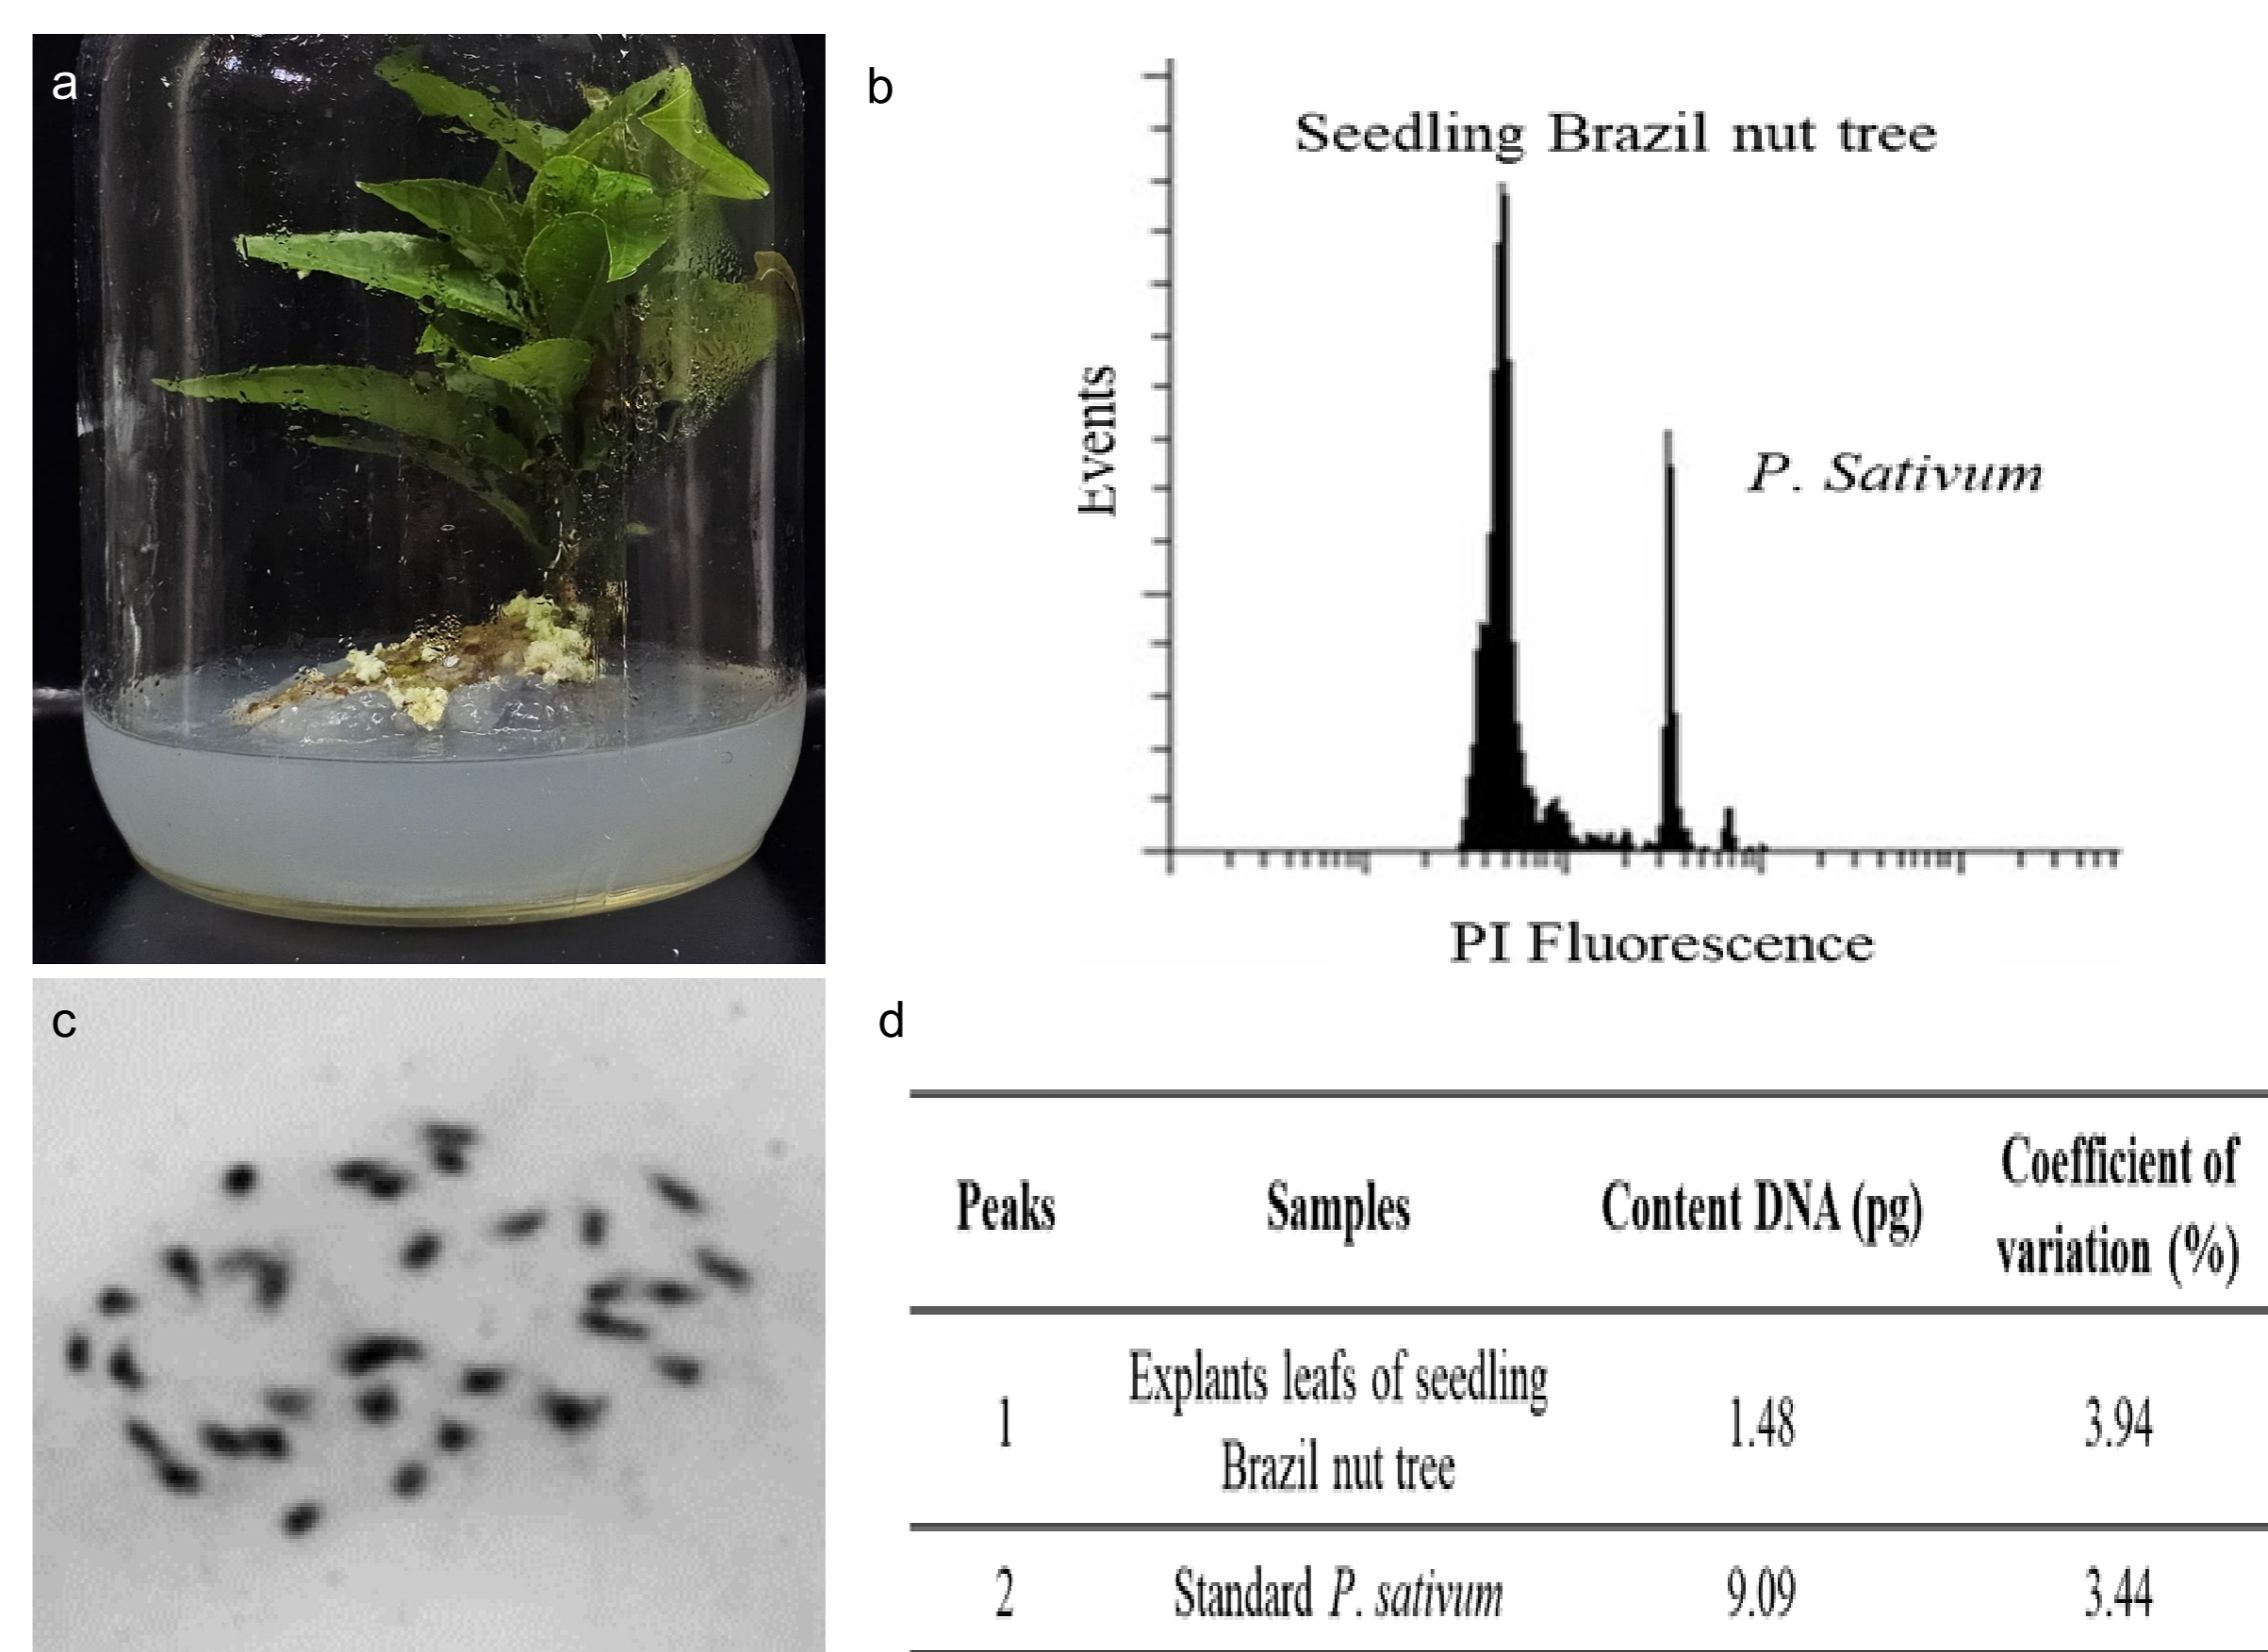 a
b
Seedling Brazil nut tree
P. Sativum
Events
PI Fluorescence
c
d
Peaks Samples Content DNA (pg) Coefficient of
variation (%)
1 Explants leafs of seedling
Brazil nut tree 1.48 3.94
2 Standard P. sativum 9.09 3.44